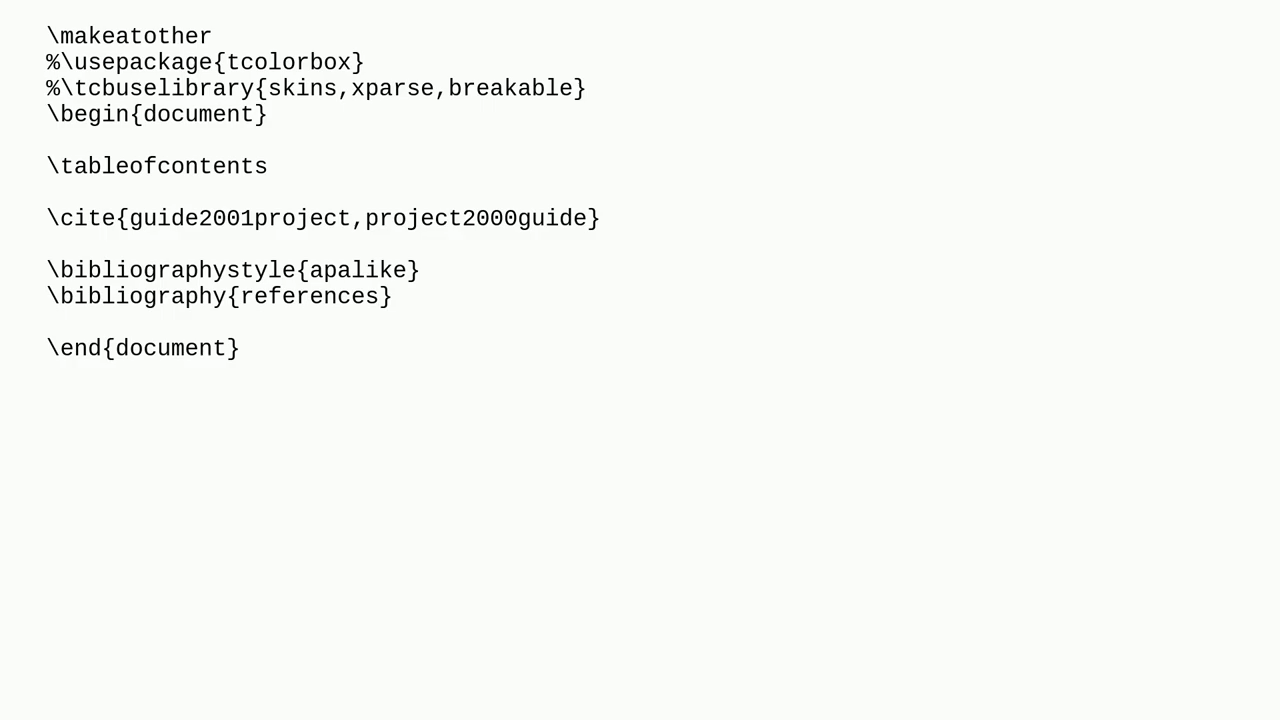 \makeatother
%\usepackage{tcolorbox}
%\tcbuselibrary{skins,xparse,breakable}
\begin{document}
\tableofcontents
\cite{guide2001project,project2000guide}
\bibliographystyle{apalike}
\bibliography{references}
\end{document}